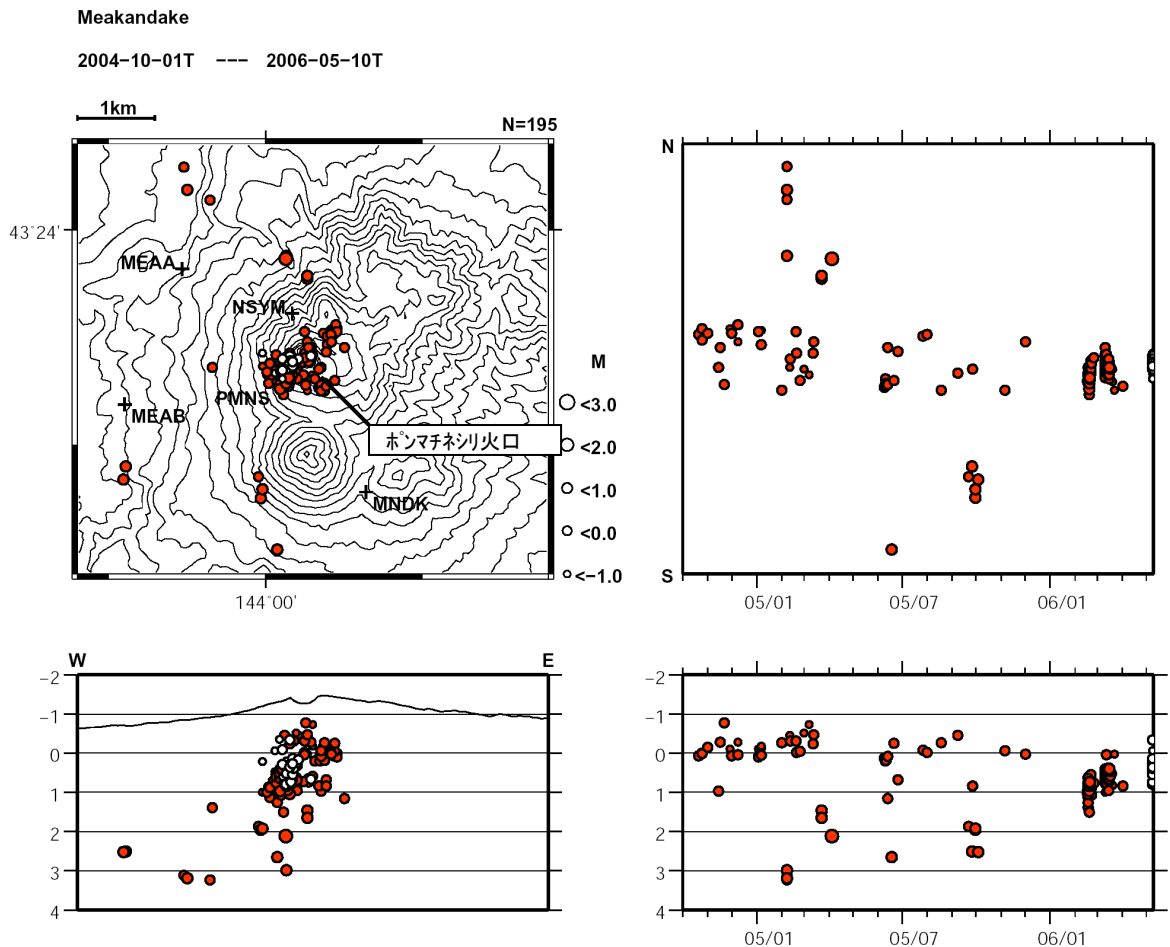 Meakandake
2004-10-01T --- 2006-05-10T
1km
N=195
43°24'
MEAA
NSYM
PMNS
MEAB
MNDK
ポンマチネシリ火口
144°00'
M
<3.0
<2.0
<1.0
<0.0
<-1.0
N
S
05/01 05/07 06/01
W E
-2
-1
0
1
2
3
4
-2
-1
0
1
2
3
4
05/01 05/07 06/01